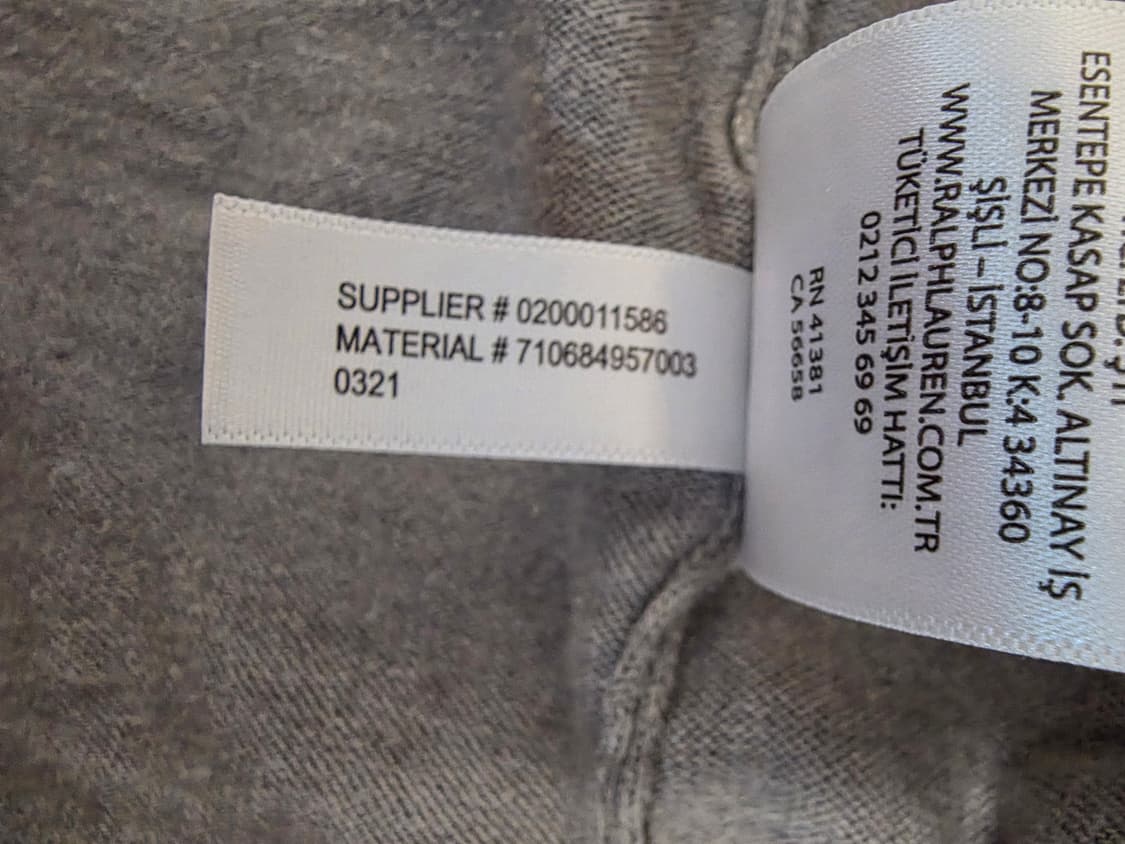 SUPPLIER # 0200011586
MATERIAL # 710684957003
0321
ESENTEPE KASAP SOK. ALTINAY İŞ
MERKEZİ NO:8-10 K:4 34360
ŞİŞLİ – İSTANBUL
WWW.RALPHLAUREN.COM.TR
TÜKETİCİ İLETİŞİM HATTI:
0212 345 69 69
RN 41381
CA 56658